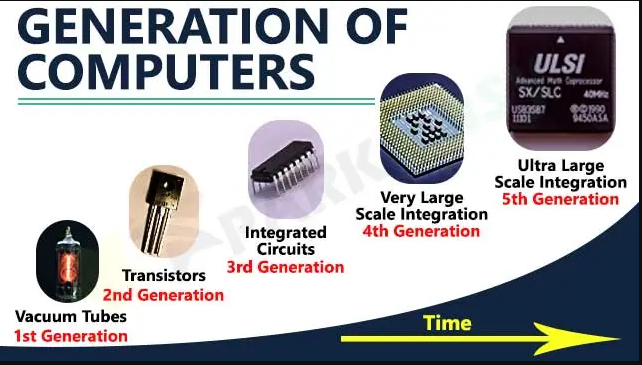 GENERATION OF
COMPUTERS
ULSI
Advanced Math Coprocessor
SX/SLC 40MHz
US83S87 ©©1990
11101 9450ASA
Ultra Large
Scale Integration
5th Generation
Very Large
Scale Integration
4th Generation
Integrated
Circuits
3rd Generation
Transistors
2nd Generation
Vacuum Tubes
1st Generation
Time